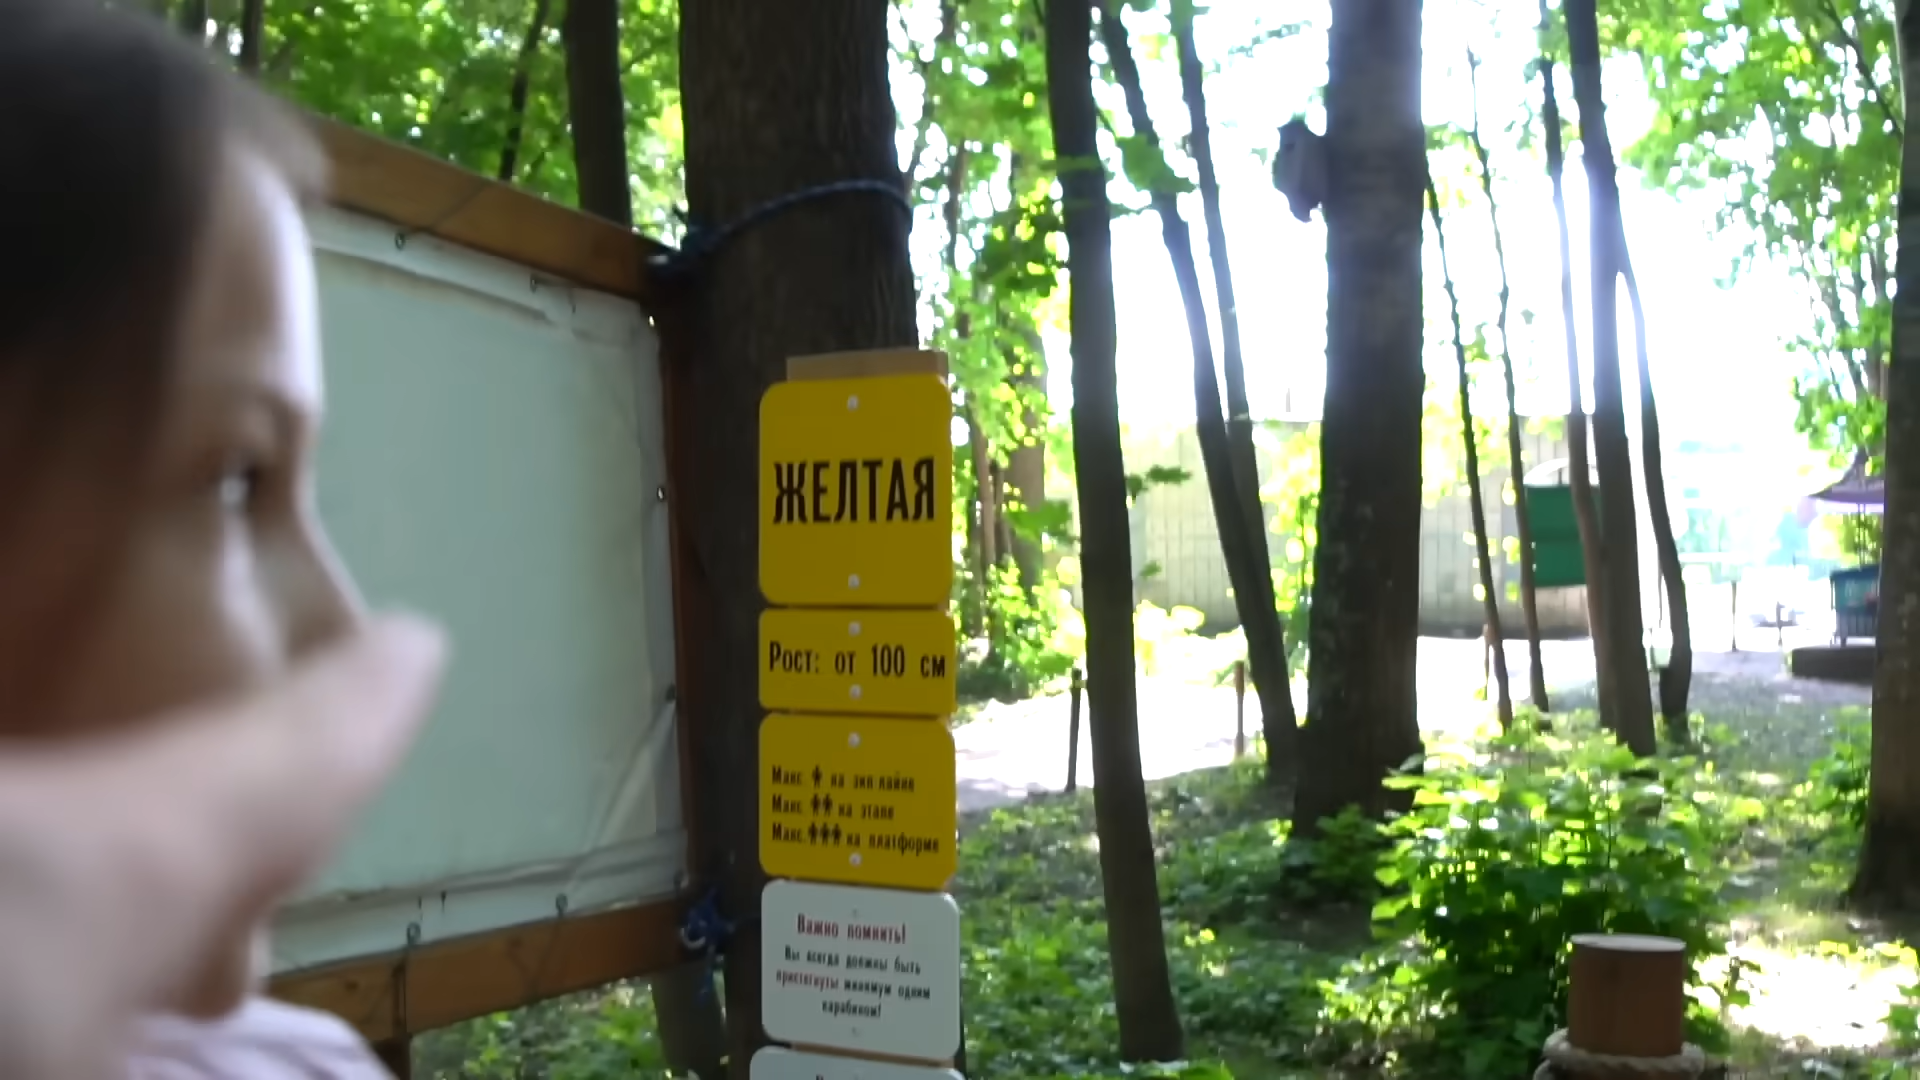 ЖЕЛТАЯ
Рост: от 100 см
Макс. на зип-лайне
Макс. на этапе
Макс. на платформе
Важно помнить!
Вы всегда должны быть
пристегнуты минимум одним
карабином!